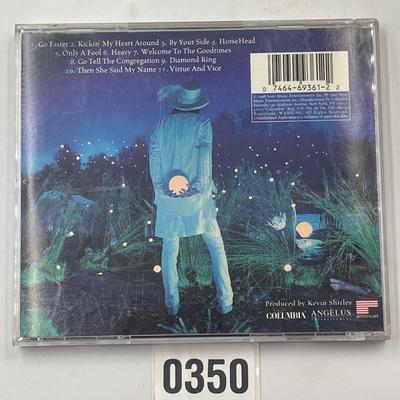 1. Go Faster 2. Kickin My Heart Around 3. By Your Side 4. HorseHead
5. Only A Fool 6. Heavy 7. Welcome To The Goodtimes
8. Go Tell The Congregation 9. Diamond Ring
10. Then She Said My Name 11. Virtue And Vice
0 7464-69361-2 2
Produced by Kevin Shirley
COLUMBIA ANGELUS
0350